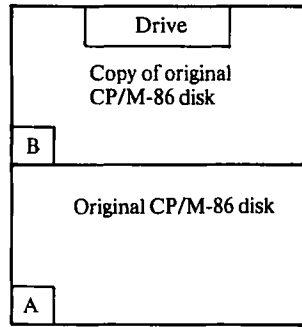 Drive
Copy of original
CP/M-86 disk
B
Original CP/M-86 disk
A